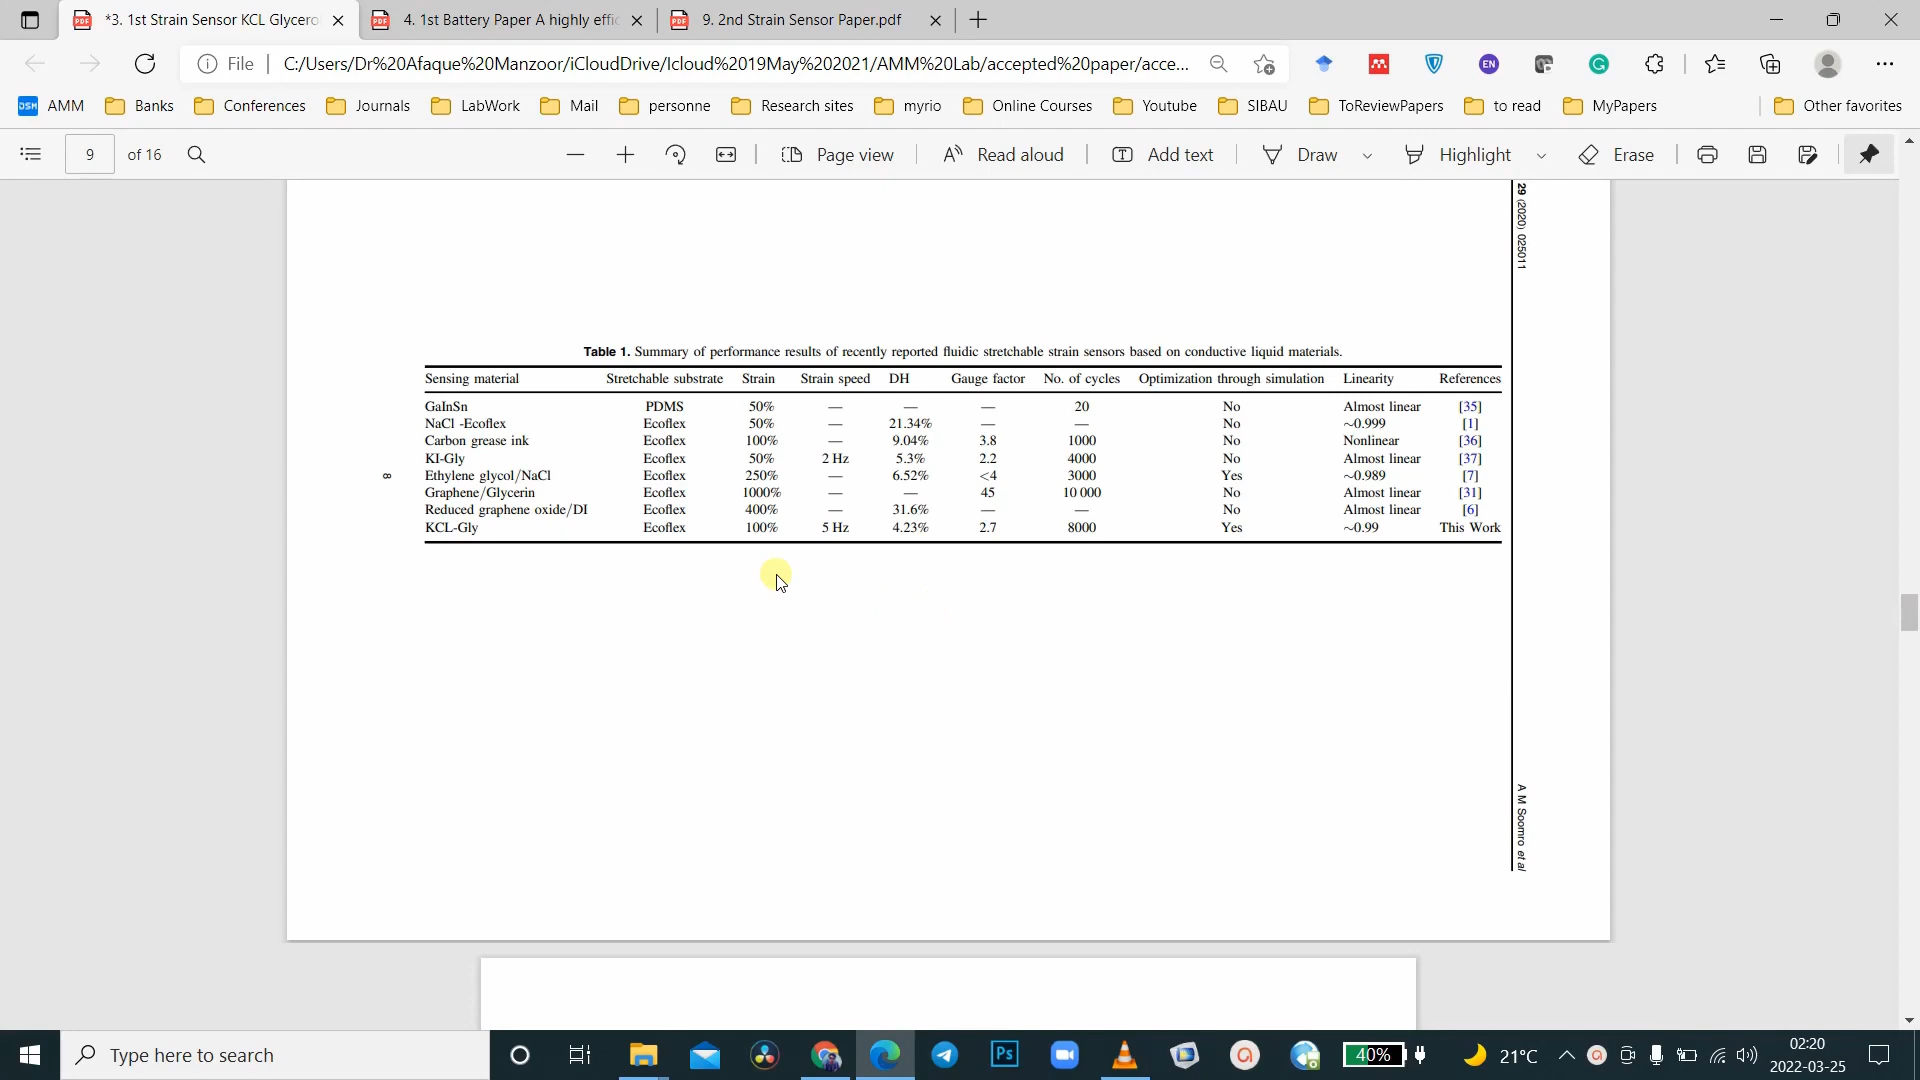 *3. 1st Strain Sensor KCL Glycero
4. 1st Battery Paper A highly effic
9. 2nd Strain Sensor Paper.pdf
File
C:/Users/Dr%20Afaque%20Manzoor/iCloudDrive/Icloud%2019May%202021/AMM%20Lab/accepted%20paper/acce...
AMM
Banks
Conferences
Journals
LabWork
Mail
personne
Research sites
myrio
Online Courses
Youtube
SIBAU
ToReviewPapers
to read
MyPapers
Other favorites
9 of 16
Page view
Read aloud
Add text
Draw
Highlight
Erase
29 (2020) 025011
Table 1. Summary of performance results of recently reported fluidic stretchable strain sensors based on conductive liquid materials.
Sensing material Stretchable substrate Strain Strain speed DH Gauge factor No. of cycles Optimization through simulation Linearity References
GaInSn PDMS 50% — — — 20 No Almost linear [35]
NaCl -Ecoflex Ecoflex 50% — 21.34% — — No ~0.999 [1]
Carbon grease ink Ecoflex 100% — 9.04% 3.8 1000 No Nonlinear [36]
KI-Gly Ecoflex 50% 2 Hz 5.3% 2.2 4000 No Almost linear [37]
Ethylene glycol/NaCl Ecoflex 250% — 6.52% <4 3000 Yes ~0.989 [7]
Graphene/Glycerin Ecoflex 1000% — — 45 10 000 No Almost linear [31]
Reduced graphene oxide/DI Ecoflex 400% — 31.6% — — No Almost linear [6]
KCL-Gly Ecoflex 100% 5 Hz 4.23% 2.7 8000 Yes ~0.99 This Work
8
A M Soomro et al
Type here to search
Ps
40%
21°C
02:20
2022-03-25